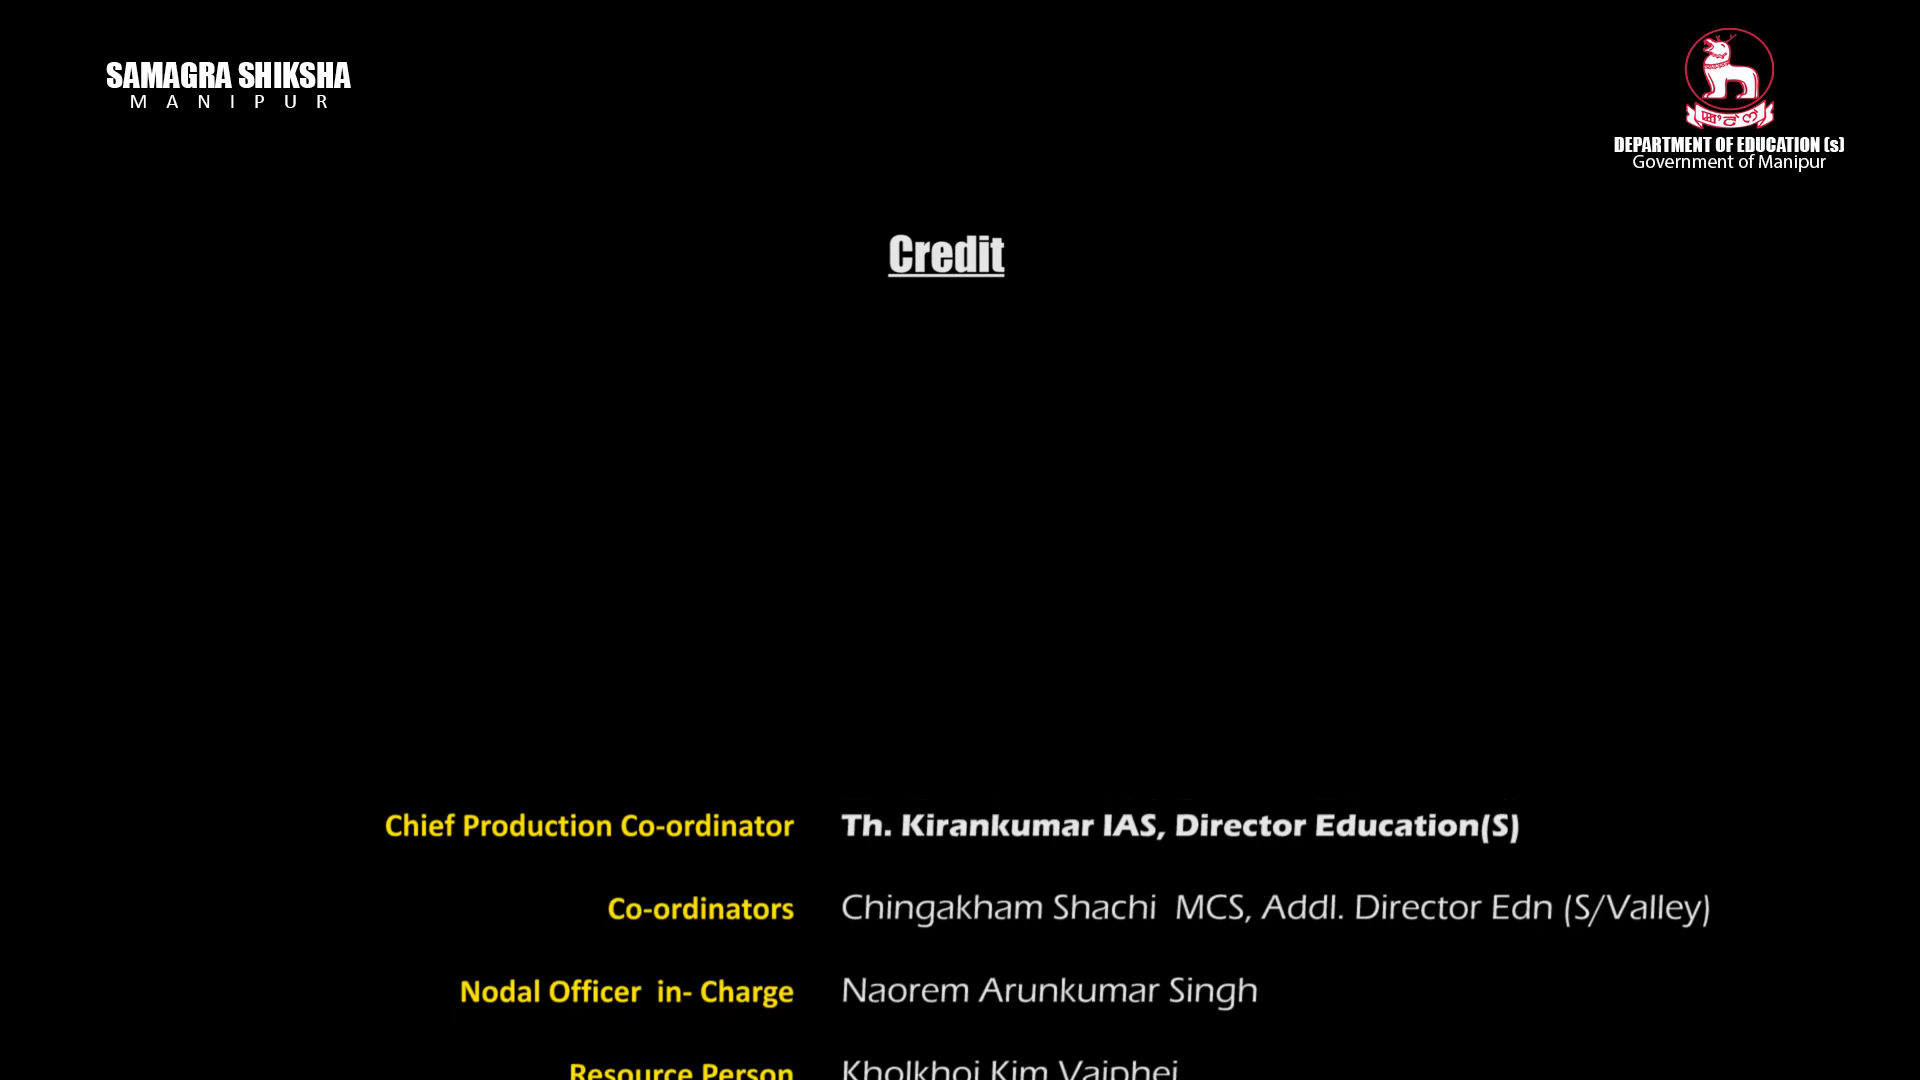 SAMAGRA SHIKSHA
MANIPUR
DEPARTMENT OF EDUCATION (s)
Government of Manipur
Credit
Chief Production Co-ordinator Th. Kirankumar IAS, Director Education(S)
Co-ordinators Chingakham Shachi MCS, Addl. Director Edn (S/Valley)
Nodal Officer in- Charge Naorem Arunkumar Singh
Resource Person Kholkhoi Kim Vaiphei